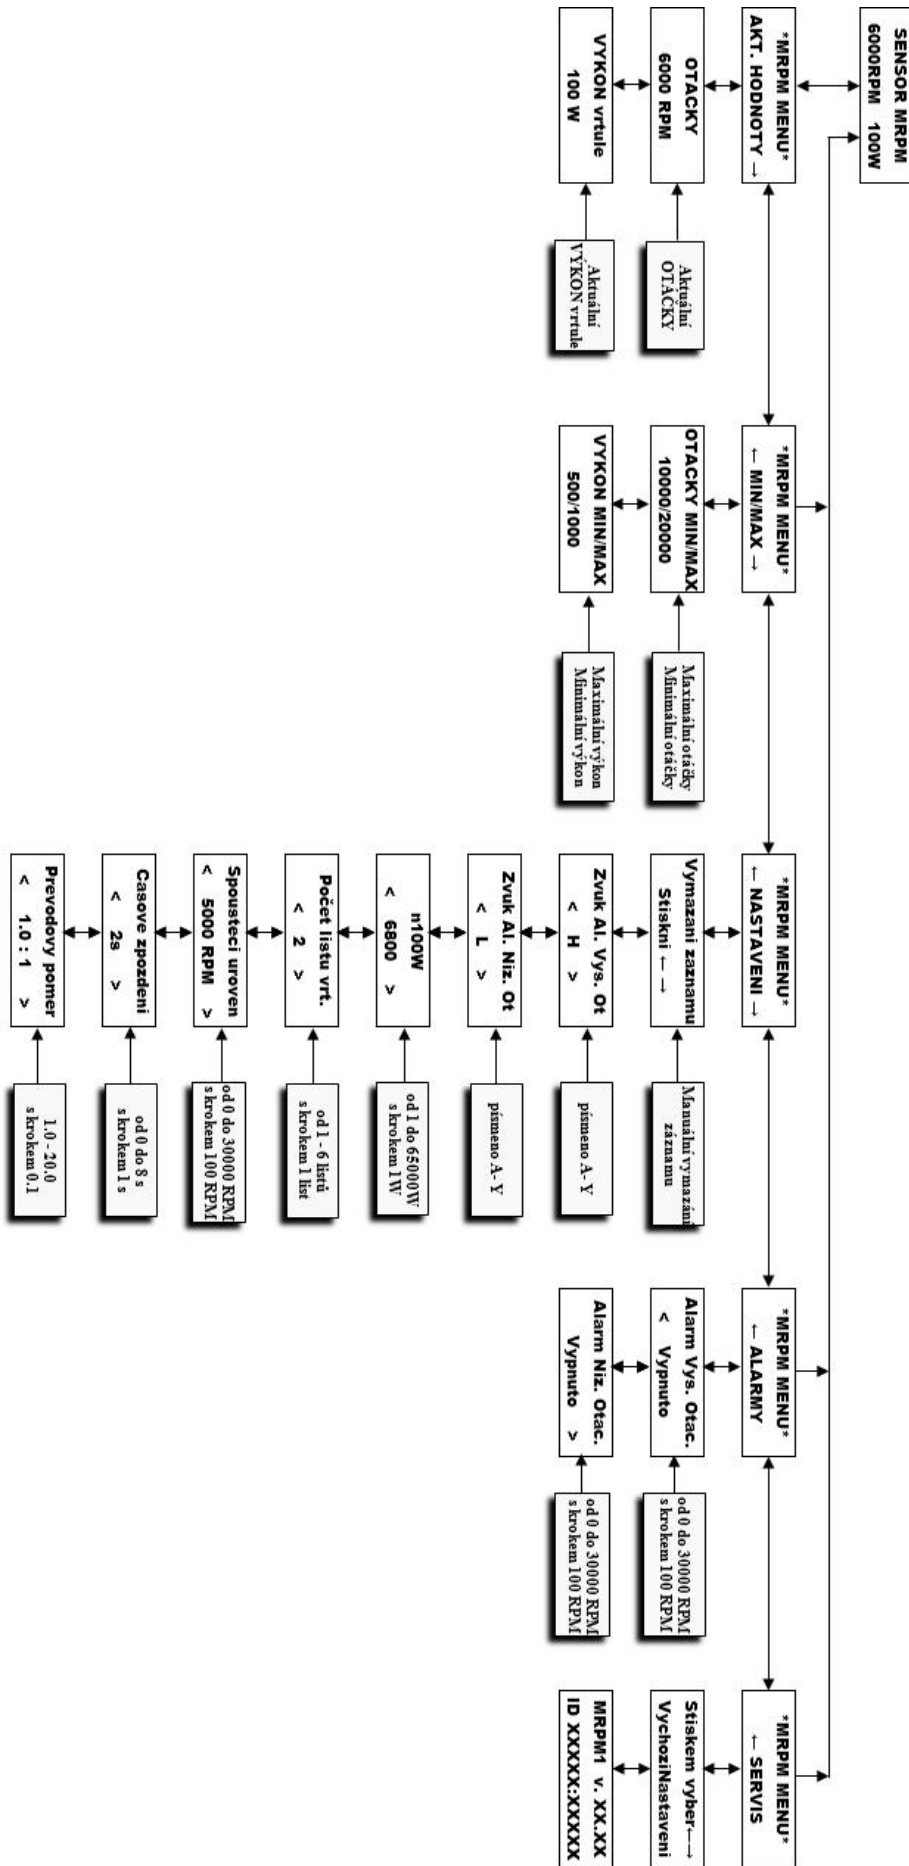 SENSOR MRPM
6000RPM 100W
*MRPM MENU*
AKT. HODNOTY →
OTACKY
6000 RPM
Aktuální
OTÁČKY
VYKON vrtule
100 W
Aktuální
VÝKON vrtule
*MRPM MENU*
← MIN/MAX →
OTACKY MIN/MAX
10000/20000
Maximální otáčky
Minimální otáčky
VYKON MIN/MAX
500/1000
Maximální výkon
Minimální výkon
*MRPM MENU*
← NASTAVENI →
Vymazani zaznamu
Stiskni ← →
Manuální vymazání
záznamu
Zvuk Al. Vys. Ot
< H >
písmeno A- Y
Zvuk Al. Niz. Ot
< L >
písmeno A- Y
n100W
< 6800 >
od 1 do 65000W
s krokem 1W
Počet listu vrt.
< 2 >
od 1 - 6 listů
s krokem 1 list
Spousteci uroven
< 5000 RPM >
od 0 do 30000 RPM
s krokem 100 RPM
Casove zpozdeni
< 2s >
od 0 do 8 s
s krokem 1 s
Prevodovy pomer
< 1.0 : 1 >
1.0 - 20.0
s krokem 0.1
*MRPM MENU*
← ALARMY
Alarm Vys. Otac.
< Vypnuto
od 0 do 30000 RPM
s krokem 100 RPM
Alarm Niz. Otac.
Vypnuto >
od 0 do 30000 RPM
s krokem 100 RPM
*MRPM MENU*
← SERVIS
Stiskem vyber←→
VychoziNastaveni
MRPM1 v. XX.XX
ID XXXXX:XXXXX